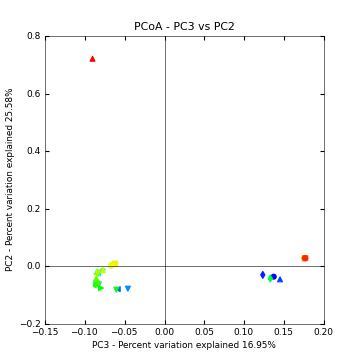 PCoA - PC3 vs PC2
PC2 - Percent variation explained 25.58%
0.8
0.6
0.4
0.2
0.0
−0.2
−0.15 −0.10 −0.05 0.00 0.05 0.10 0.15 0.20
PC3 - Percent variation explained 16.95%